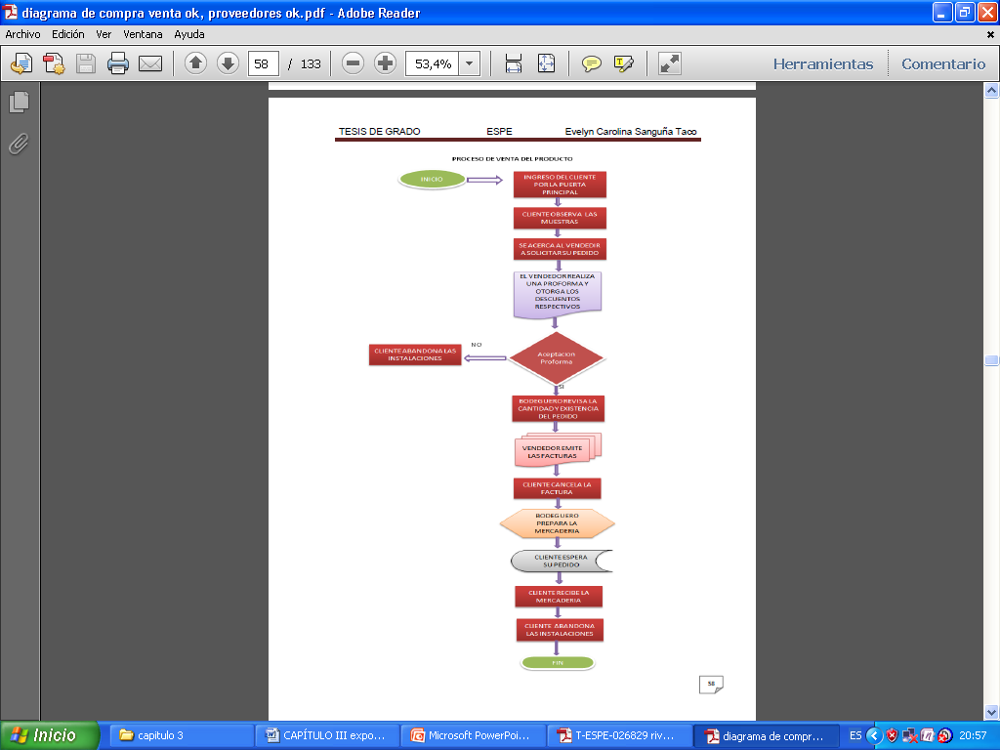 diagrama de compra venta ok, proveedores ok.pdf - Adobe Reader
Archivo Edición Ver Ventana Ayuda
58 / 133 53,4% Herramientas Comentario
TESIS DE GRADO ESPE Evelyn Carolina Sanguña Taco
PROCESO DE VENTA DEL PRODUCTO
INICIO
INGRESO DEL CLIENTE
POR LA PUERTA
PRINCIPAL
CLIENTE OBSERVA LAS
MUESTRAS
SE ACERCA AL VENDEDIR
A SOLICITAR SU PEDIDO
EL VENDEDOR REALIZA
UNA PROFORMA Y
OTORGA LOS
DESCUENTOS
RESPECTIVOS
Aceptacion
Proforma
NO
CLIENTE ABANDONA LAS
INSTALACIONES
SI
BODEGUERO REVISA LA
CANTIDAD Y EXISTENCIA
DEL PEDIDO
VENDEDOR EMITE
LAS FACTURAS
CLIENTE CANCELA LA
FACTURA
BODEGUERO
PREPARA LA
MERCADERIA
CLIENTE ESPERA
SU PEDIDO
CLIENTE RECIBE LA
MERCADERIA
CLIENTE ABANDONA
LAS INSTALACIONES
FIN
58
Inicio capitulo 3 CAPÍTULO III expo... Microsoft PowerPoi... T-ESPE-026829 riv... diagrama de compr... ES 20:57